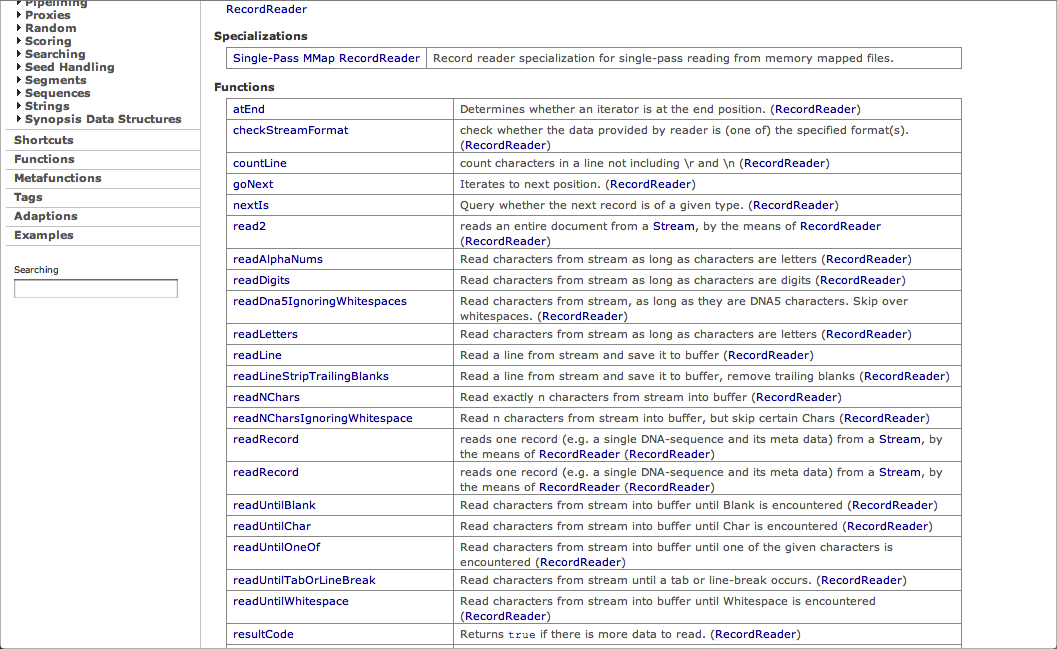 Pipelining
Proxies
Random
Scoring
Searching
Seed Handling
Segments
Sequences
Strings
Synopsis Data Structures
Shortcuts
Functions
Metafunctions
Tags
Adaptions
Examples
Searching
RecordReader
Specializations
Single-Pass MMap RecordReader Record reader specialization for single-pass reading from memory mapped files.
Functions
atEnd Determines whether an iterator is at the end position. (RecordReader)
checkStreamFormat check whether the data provided by reader is (one of) the specified format(s).
(RecordReader)
countLine count characters in a line not including \r and \n (RecordReader)
goNext Iterates to next position. (RecordReader)
nextIs Query whether the next record is of a given type. (RecordReader)
read2 reads an entire document from a Stream, by the means of RecordReader
(RecordReader)
readAlphaNums Read characters from stream as long as characters are letters (RecordReader)
readDigits Read characters from stream as long as characters are digits (RecordReader)
readDna5IgnoringWhitespaces Read characters from stream, as long as they are DNA5 characters. Skip over
whitespaces. (RecordReader)
readLetters Read characters from stream as long as characters are letters (RecordReader)
readLine Read a line from stream and save it to buffer (RecordReader)
readLineStripTrailingBlanks Read a line from stream and save it to buffer, remove trailing blanks (RecordReader)
readNChars Read exactly n characters from stream into buffer (RecordReader)
readNCharsIgnoringWhitespace Read n characters from stream into buffer, but skip certain Chars (RecordReader)
readRecord reads one record (e.g. a single DNA-sequence and its meta data) from a Stream, by
the means of RecordReader (RecordReader)
readRecord reads one record (e.g. a single DNA-sequence and its meta data) from a Stream, by
the means of RecordReader (RecordReader)
readUntilBlank Read characters from stream into buffer until Blank is encountered (RecordReader)
readUntilChar Read characters from stream into buffer until Char is encountered (RecordReader)
readUntilOneOf Read characters from stream into buffer until one of the given characters is
encountered (RecordReader)
readUntilTabOrLineBreak Read characters from stream until a tab or line-break occurs. (RecordReader)
readUntilWhitespace Read characters from stream into buffer until Whitespace is encountered
(RecordReader)
resultCode Returns true if there is more data to read. (RecordReader)